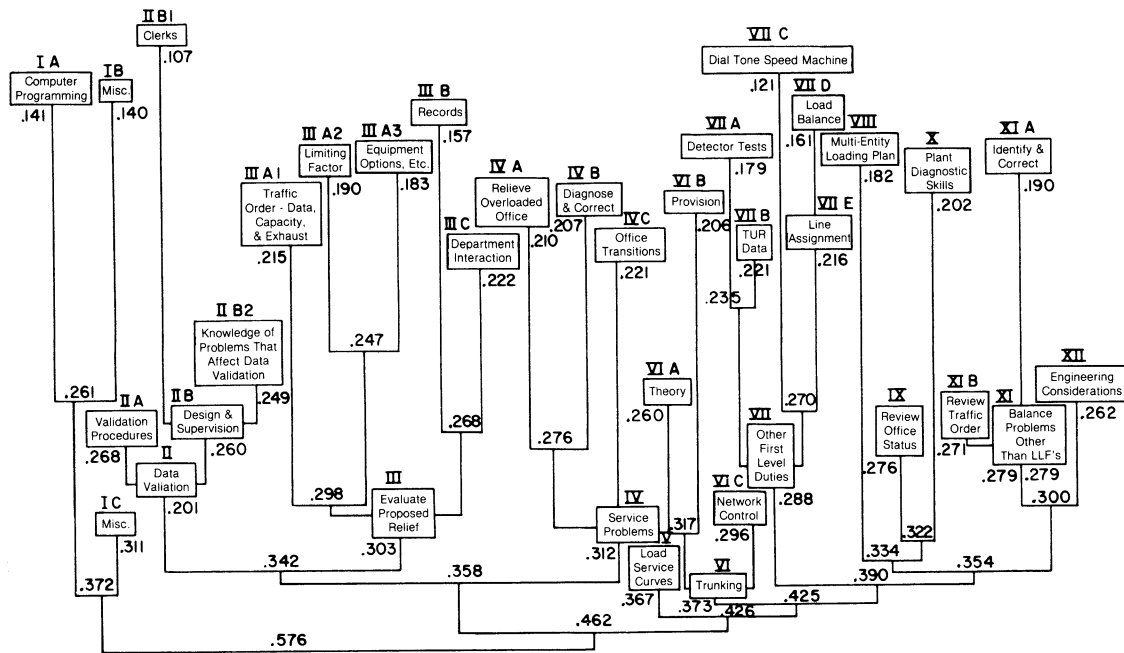 II B1
Clerks
.107
I A
Computer
Programming
.141
I B
Misc.
.140
III B
Records
.157
VII C
Dial Tone Speed Machine
.121
VII D
Load
Balance
.161
VII A
Detector Tests
.179
VIII
Multi-Entity
Loading Plan
.182
X
Plant
Diagnostic
Skills
.202
XI A
Identify &
Correct
.190
III A2
Limiting
Factor
.190
III A3
Equipment
Options, Etc.
.183
III A1
Traffic
Order - Data,
Capacity,
& Exhaust
.215
IV A
Relieve
Overloaded
Office
.210
IV B
Diagnose
& Correct
.207
VI B
Provision
.206
III C
Department
Interaction
.222
IV C
Office
Transitions
.221
VII B
TUR
Data
.221
VII E
Line
Assignment
.216
.235
II B2
Knowledge of
Problems That
Affect Data
Validation
.249
.247
.261
VI A
Theory
.260
XII
Engineering
Considerations
.262
II A
Validation
Procedures
.268
II B
Design &
Supervision
.260
.268
.276
VII
Other
First
Level
Duties
.288
.270
IX
Review
Office
Status
.276
XI B
Review
Traffic
Order
.271
XI
Balance
Problems
Other
Than LLF's
.279
.279
.300
II
Data
Valiation
.201
.298
III
Evaluate
Proposed
Relief
.303
IV
Service
Problems
.312
.317
VI C
Network
Control
.296
I C
Misc.
.311
V
Load
Service
Curves
.367
VI
Trunking
.373
.322
.334
.354
.342
.358
.372
.390
.425
.426
.462
.576